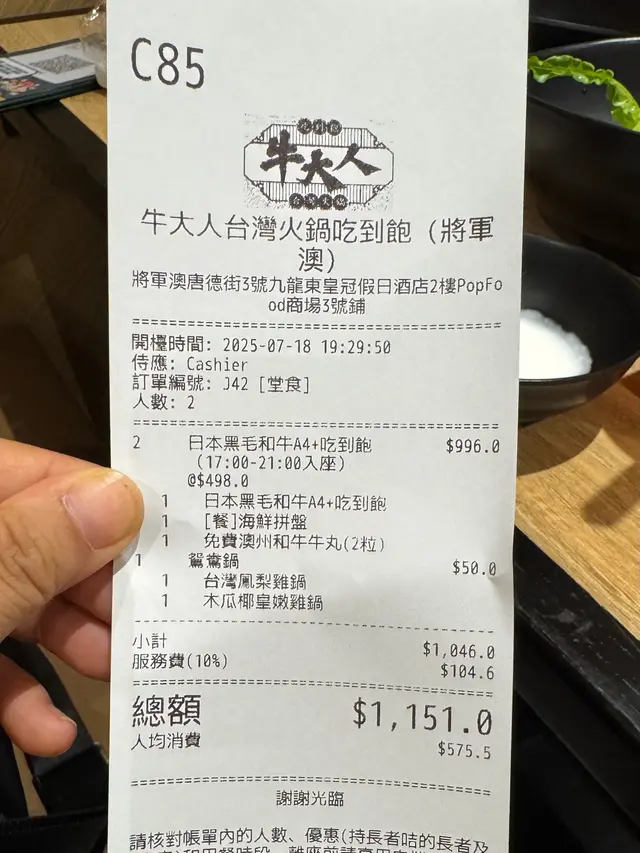 C85
牛大人
牛大人台灣火鍋吃到飽 (將軍
澳)
將軍澳唐德街3號九龍東皇冠假日酒店2樓PopFo
od商場3號鋪
開檯時間: 2025-07-18 19:29:50
侍應: Cashier
訂單編號: J42 [堂食]
人數: 2
2 日本黑毛和牛A4+吃到飽 $996.0
(17:00-21:00入座)
@$498.0
1 日本黑毛和牛A4+吃到飽
1 [餐]海鮮拼盤
1 免費澳州和牛牛丸(2粒)
1 鴛鴦鍋 $50.0
1 台灣鳳梨雞鍋
1 木瓜椰皇嫩雞鍋
小計 $1,046.0
服務費(10%) $104.6
總額 $1,151.0
人均消費 $575.5
謝謝光臨
請核對帳單內的人數、優惠(持長者咭的長者及